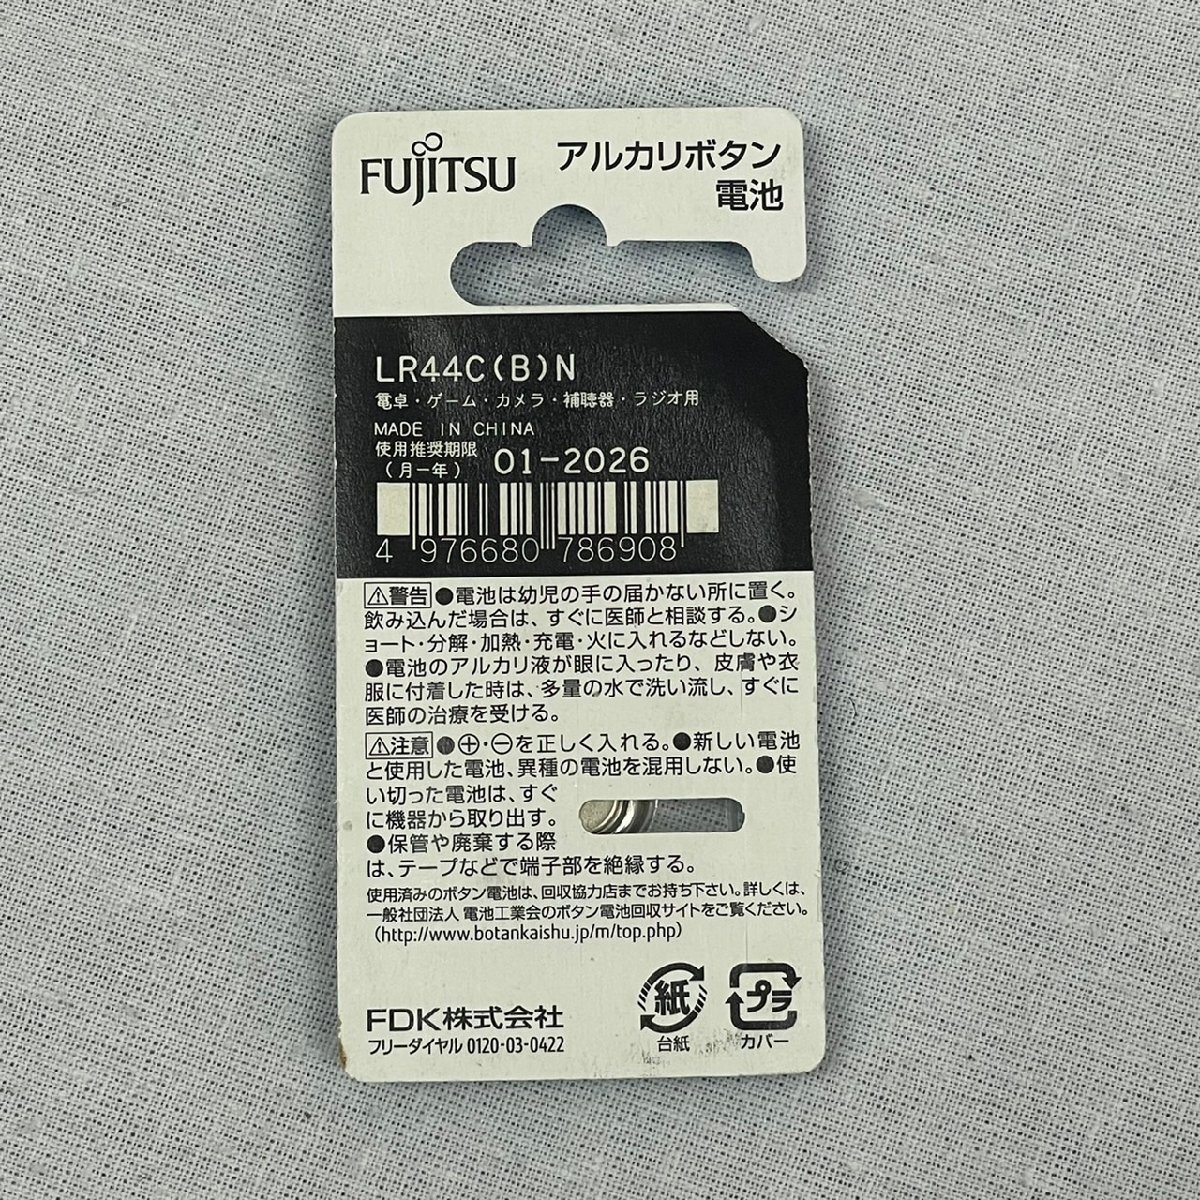 FUJITSU
アルカリボタン
電池
LR44C(B)N
電卓・ゲーム・カメラ・補聴器・ラジオ用
MADE IN CHINA
使用推奨期限
(月－年) 01-2026
4 976680 786908
⚠警告 ●電池は幼児の手の届かない所に置く。
飲み込んだ場合は、すぐに医師と相談する。●シ
ョート・分解・加熱・充電・火に入れるなどしない。
●電池のアルカリ液が眼に入ったり、皮膚や衣
服に付着した時は、多量の水で洗い流し、すぐに
医師の治療を受ける。
⚠注意 ●⊕・⊖を正しく入れる。●新しい電池
と使用した電池、異種の電池を混用しない。●使
い切った電池は、すぐ
に機器から取り出す。
●保管や廃棄する際
は、テープなどで端子部を絶縁する。
使用済みのボタン電池は、回収協力店までお持ち下さい。詳しくは、
一般社団法人 電池工業会のボタン電池回収サイトをご覧ください。
(http://www.botankaishu.jp/m/top.php)
紙
プラ
FDK株式会社
フリーダイヤル 0120-03-0422
台紙
カバー